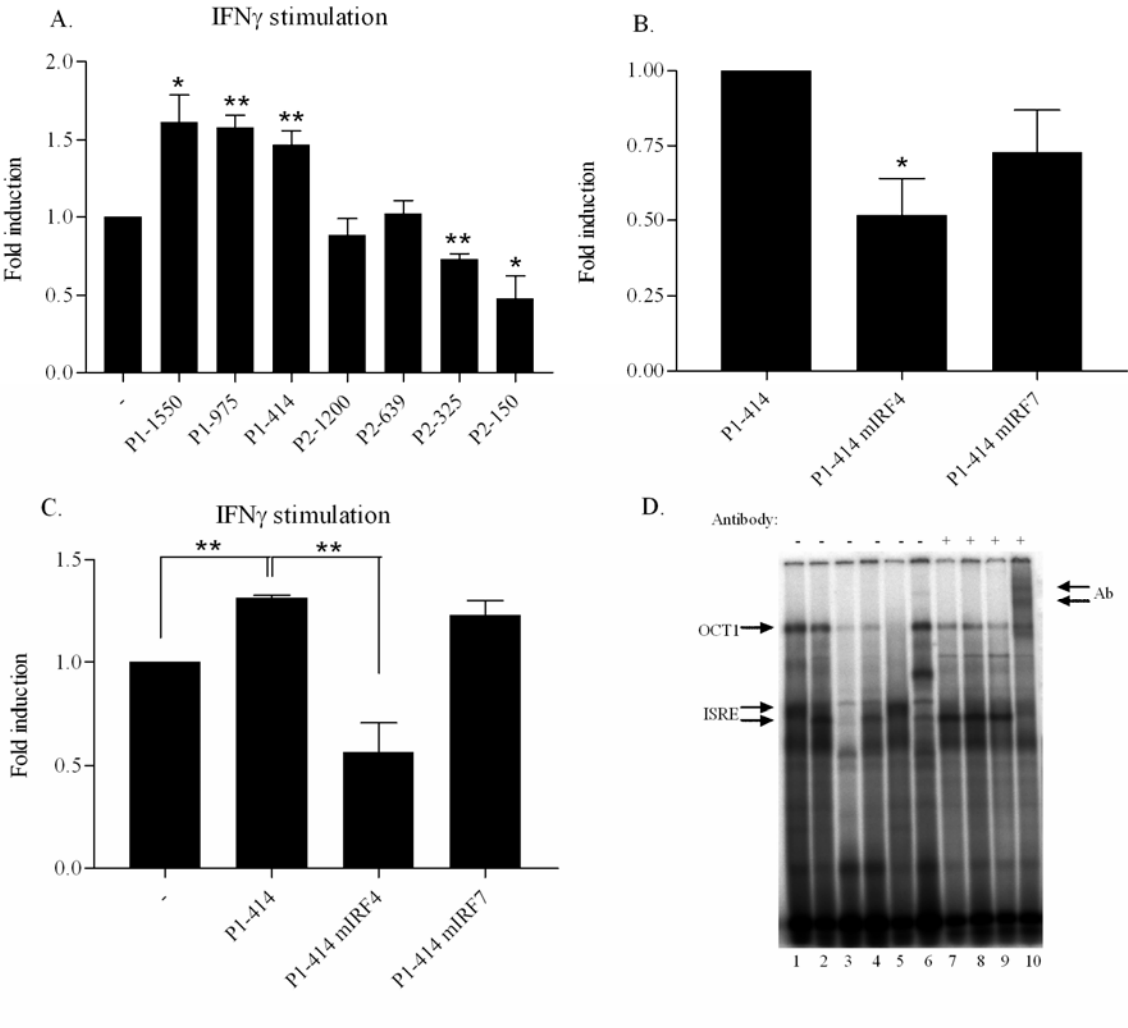 A.
IFNγ stimulation
Fold induction
2.0
1.5
1.0
0.5
0.0
*
**
**
**
*
-
P1-1550
P1-975
P1-414
P2-1200
P2-639
P2-325
P2-150
B.
Fold induction
1.00
0.75
0.50
0.25
0.00
*
P1-414
P1-414 mIRF4
P1-414 mIRF7
C.
IFNγ stimulation
Fold induction
1.5
1.0
0.5
0.0
**
**
-
P1-414
P1-414 mIRF4
P1-414 mIRF7
D.
Antibody:
- - - - - - + + + +
Ab
OCT1
ISRE
1 2 3 4 5 6 7 8 9 10